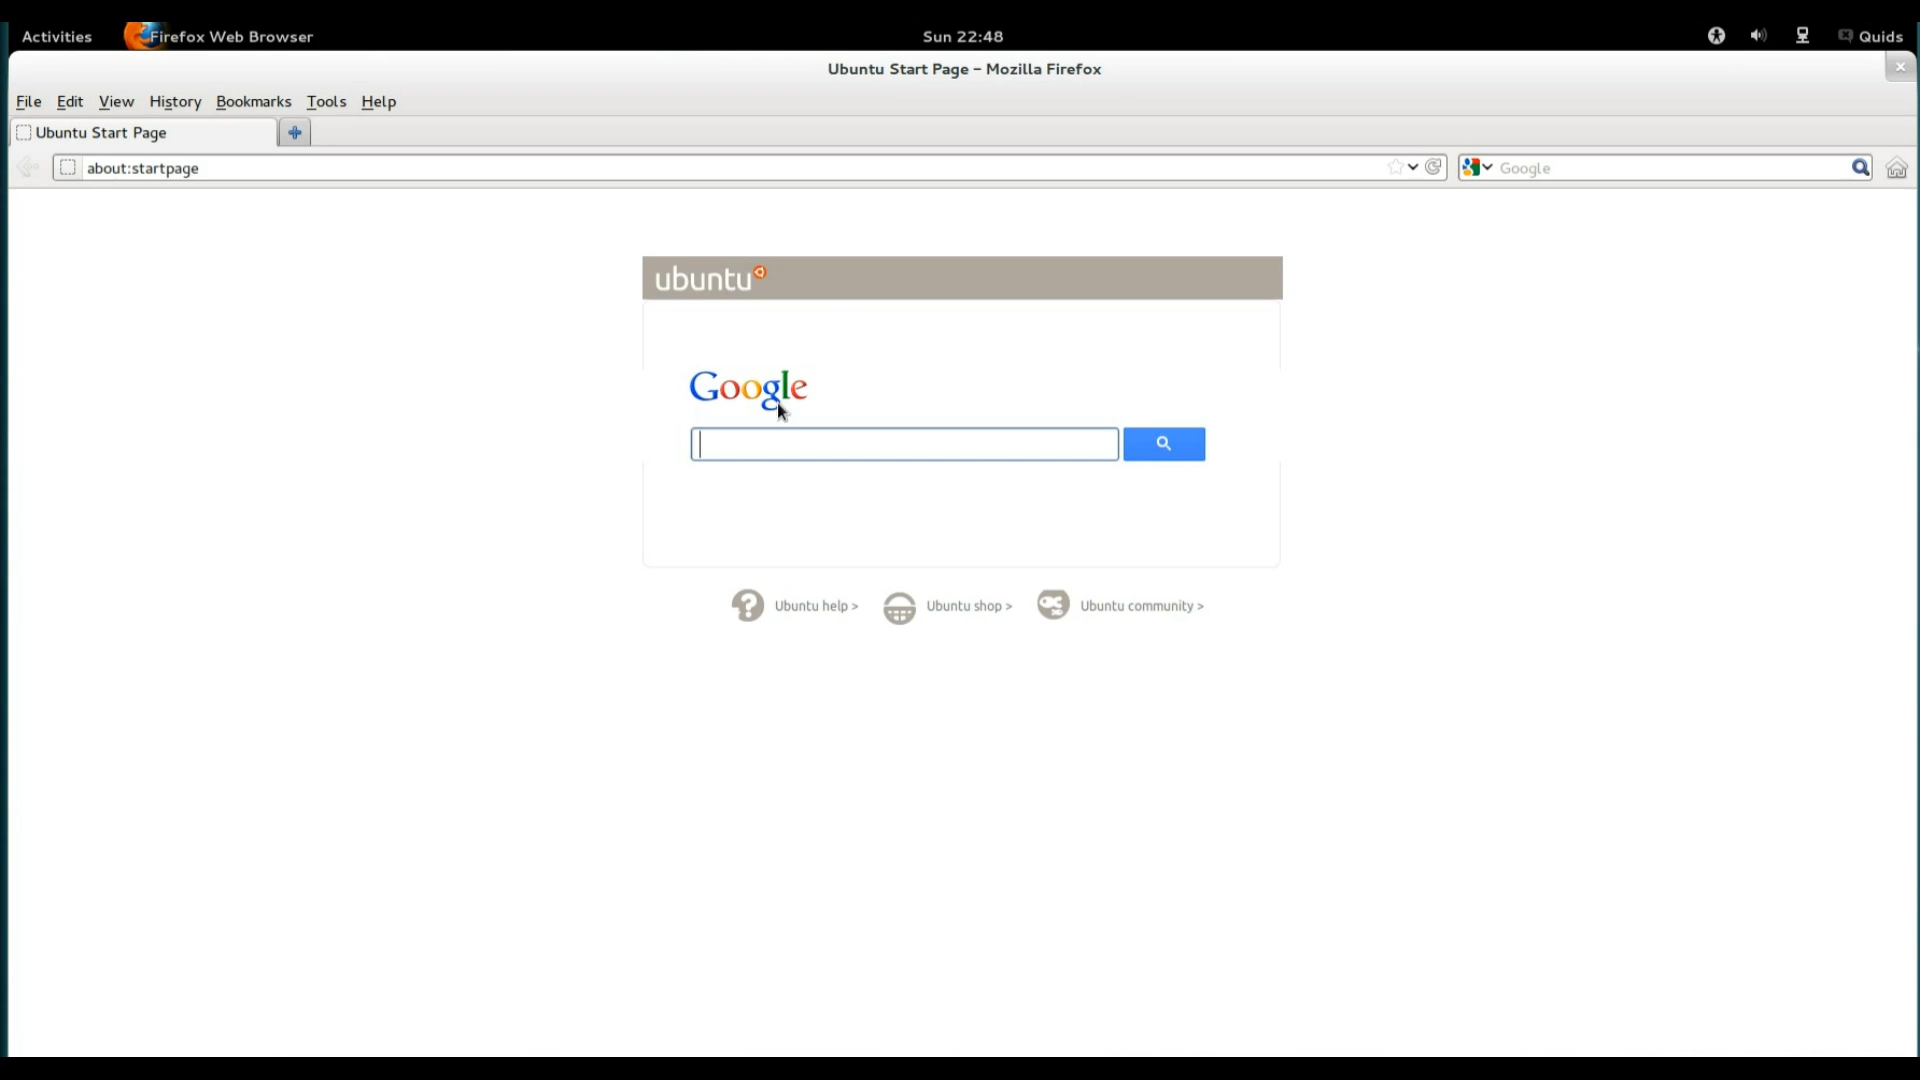 Activities Firefox Web Browser Sun 22:48 Quids
Ubuntu Start Page – Mozilla Firefox
File Edit View History Bookmarks Tools Help
Ubuntu Start Page
about:startpage Google
ubuntu
Google
Ubuntu help > Ubuntu shop > Ubuntu community >